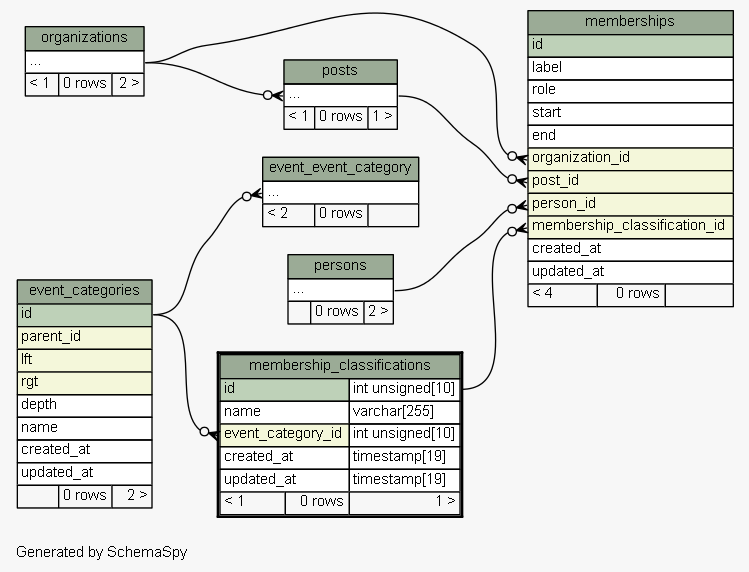 organizations
...
< 1 0 rows 2 >
posts
...
< 1 0 rows 1 >
memberships
id
label
role
start
end
organization_id
post_id
person_id
membership_classification_id
created_at
updated_at
< 4 0 rows
event_event_category
...
< 2 0 rows
persons
...
0 rows 2 >
event_categories
id
parent_id
lft
rgt
depth
name
created_at
updated_at
0 rows 2 >
membership_classifications
id int unsigned[10]
name varchar[255]
event_category_id int unsigned[10]
created_at timestamp[19]
updated_at timestamp[19]
< 1 0 rows 1 >
Generated by SchemaSpy